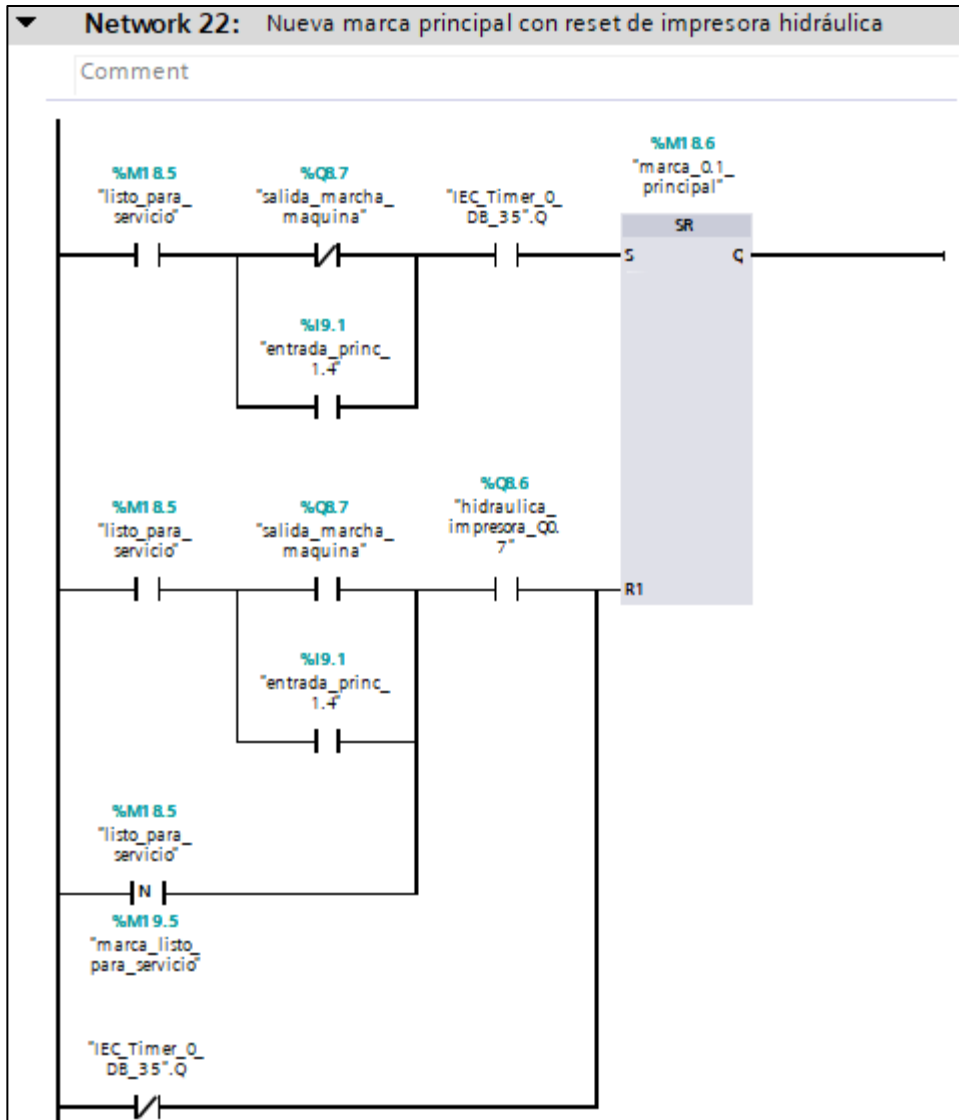 Network 22: Nueva marca principal con reset de impresora hidráulica
Comment
%M18.5
"listo_para_
servicio"
%Q8.7
"salida_marcha_
maquina"
"IEC_Timer_0_
DB_35".Q
%M18.6
"marca_0.1_
principal"
SR
S
Q
%I9.1
"entrada_princ_
1.4"
%M18.5
"listo_para_
servicio"
%Q8.7
"salida_marcha_
maquina"
%Q8.6
"hidraulica_
impresora_Q0.
7"
R1
%I9.1
"entrada_princ_
1.4"
%M18.5
"listo_para_
servicio"
N
%M19.5
"marca_listo_
para_servicio"
"IEC_Timer_0_
DB_35".Q